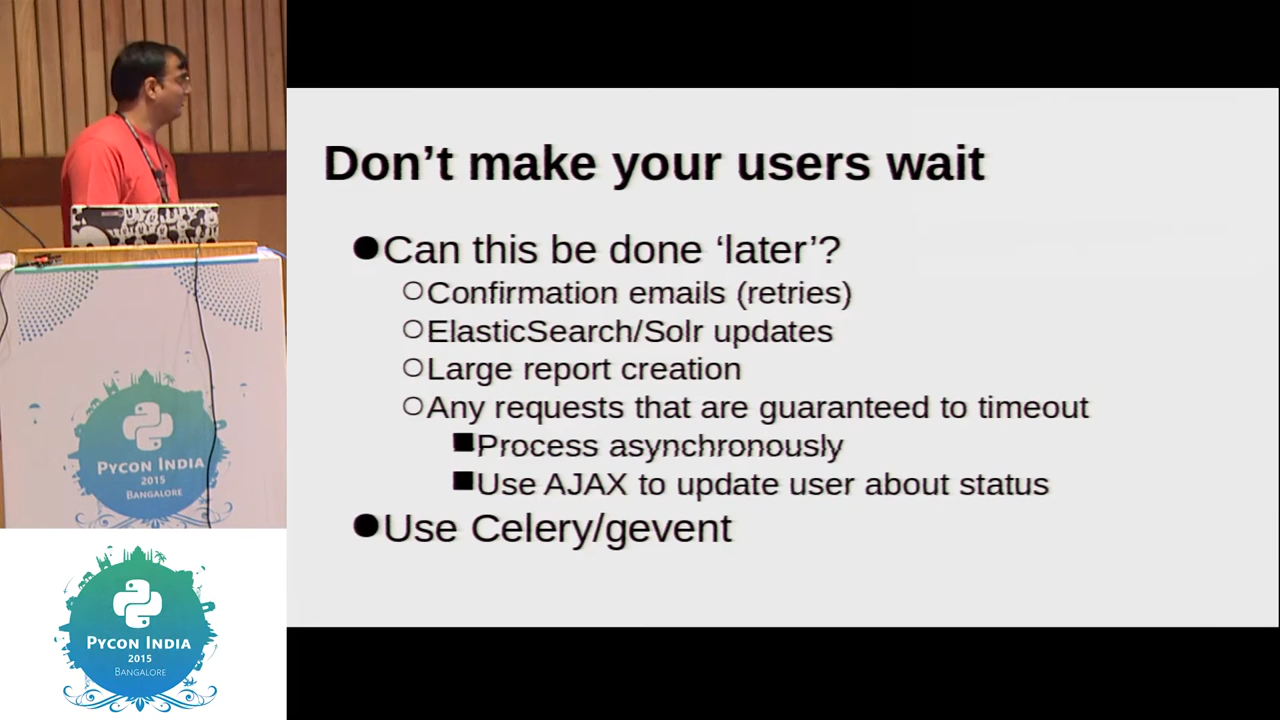 Don’t make your users wait
●Can this be done ‘later’?
○Confirmation emails (retries)
○ElasticSearch/Solr updates
○Large report creation
○Any requests that are guaranteed to timeout
■Process asynchronously
■Use AJAX to update user about status
●Use Celery/gevent
PYCON INDIA
2015
BANGALORE
PYCON INDIA
2015
BANGALORE